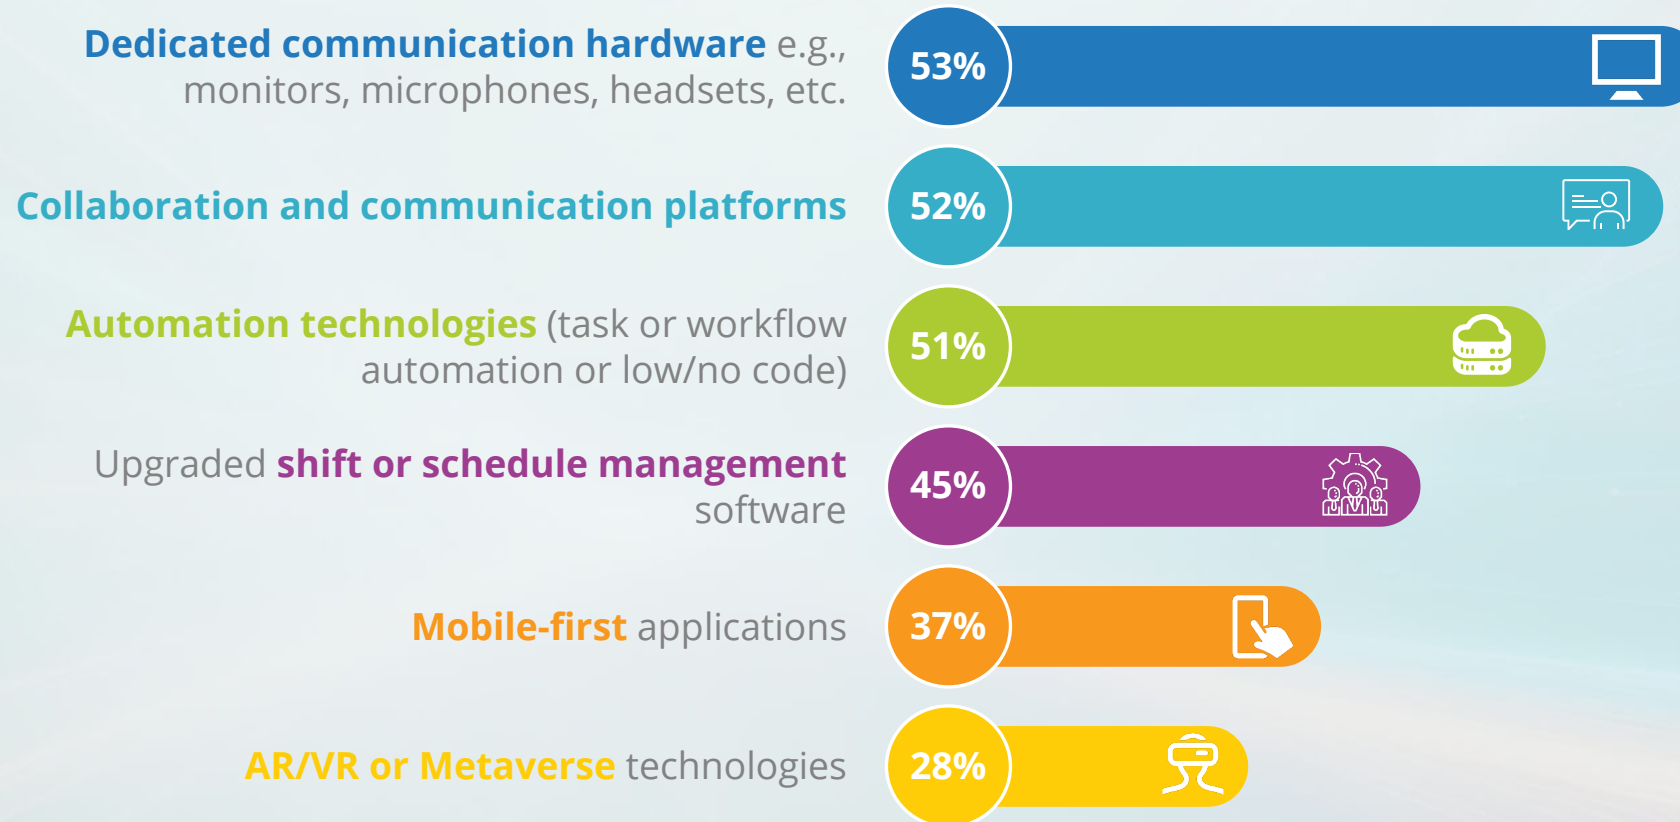 Dedicated communication hardware e.g.,
monitors, microphones, headsets, etc.
53%
Collaboration and communication platforms
52%
Automation technologies (task or workflow
automation or low/no code)
51%
Upgraded shift or schedule management
software
45%
Mobile-first applications
37%
AR/VR or Metaverse technologies
28%